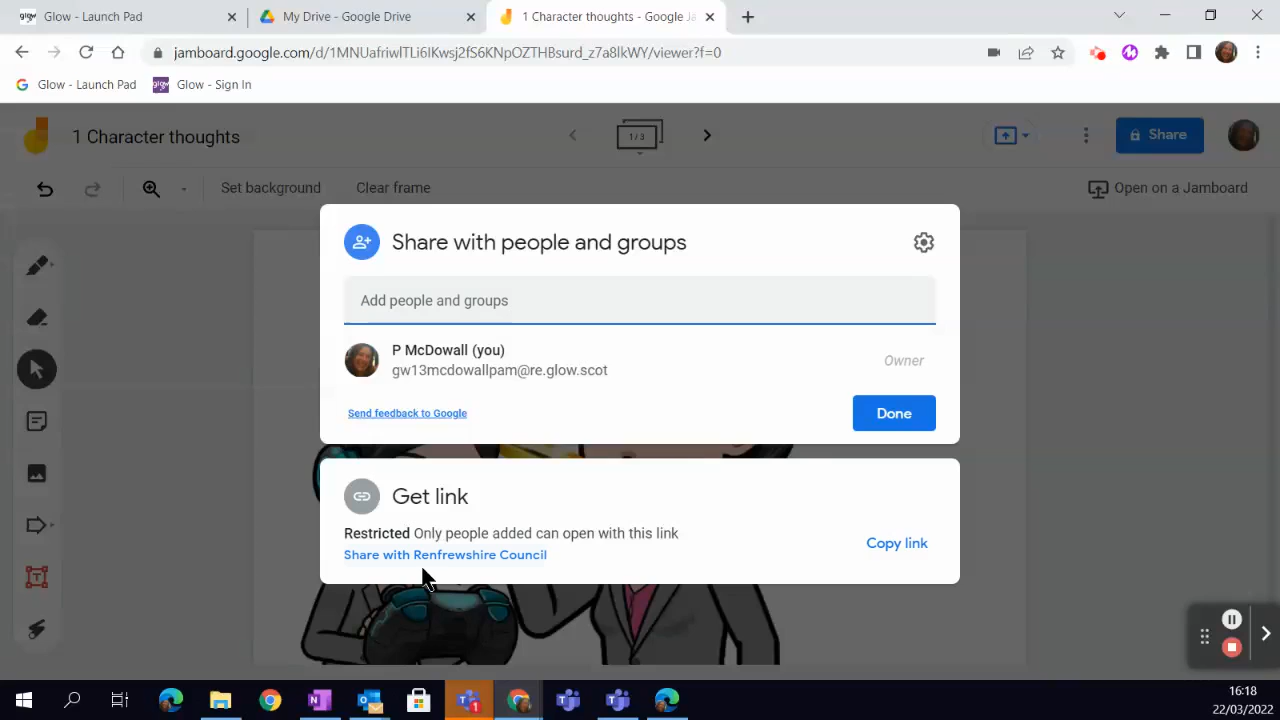 glow Glow - Launch Pad
My Drive - Google Drive
1 Character thoughts - Google Ja
jamboard.google.com/d/1MNUafriwlTLi6lKwsj2fS6KNpOZTHBsurd_z7a8lkWY/viewer?f=0
Glow - Launch Pad
glow Glow - Sign In
1 Character thoughts
1 / 3
Share
Set background
Clear frame
Open on a Jamboard
Share with people and groups
Add people and groups
P McDowall (you)
gw13mcdowallpam@re.glow.scot
Owner
Send feedback to Google
Done
Get link
Restricted Only people added can open with this link
Share with Renfrewshire Council
Copy link
16:18
22/03/2022